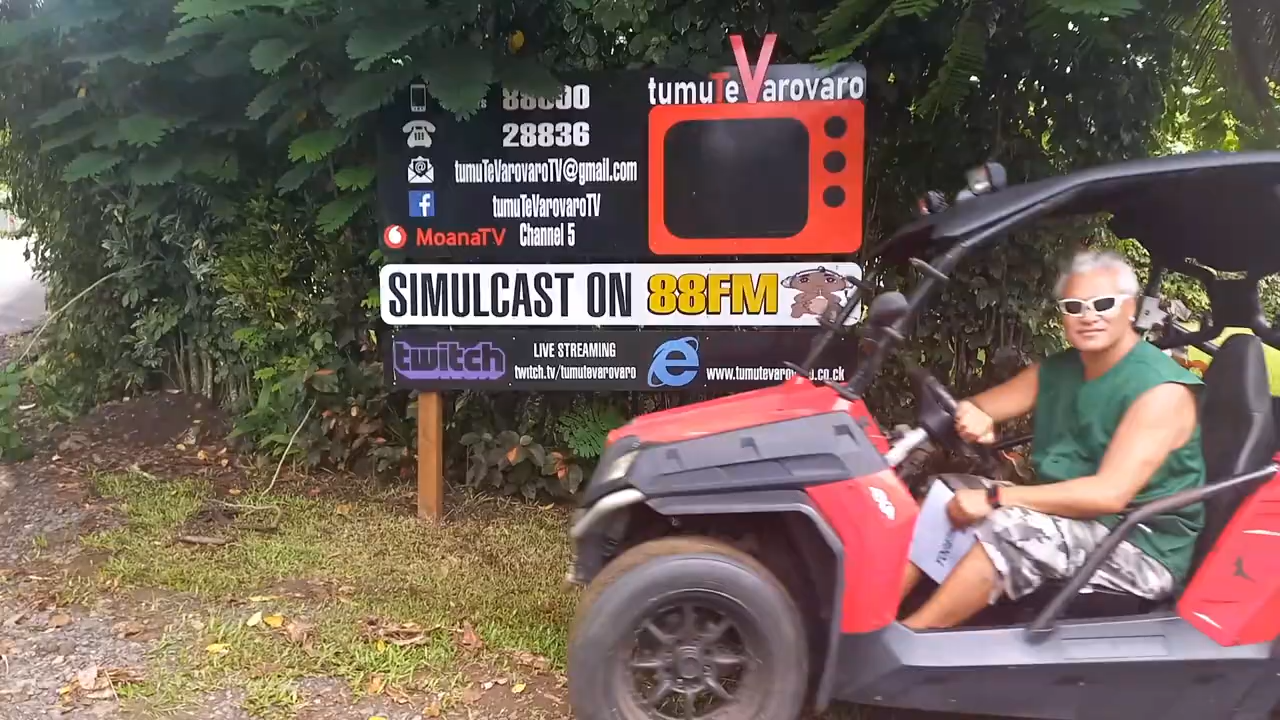 tumuTeVarovaro
28836
tumuTeVarovaroTV@gmail.com
tumuTeVarovaroTV
MoanaTV Channel 5
SIMULCAST ON 88FM
twitch
LIVE STREAMING
twitch.tv/tumutevarovaro